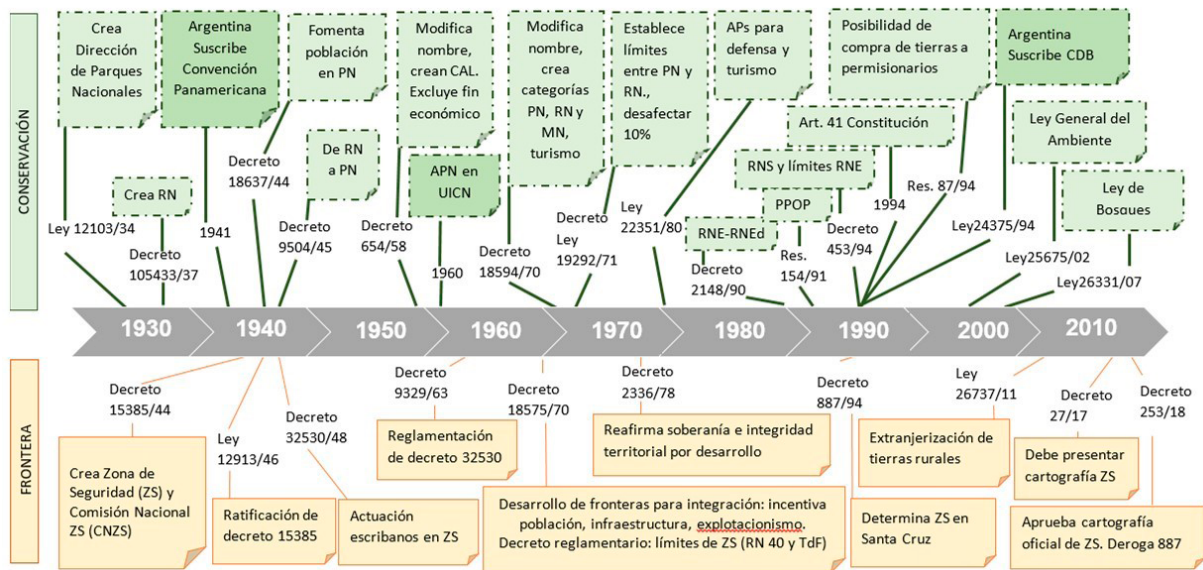 CONSERVACIÓN
Crea
Dirección
de Parques
Nacionales
Argentina
Suscribe
Convención
Panamericana
Fomenta
población
en PN
Modifica
nombre,
crean CAL.
Excluye fin
económico
Modifica
nombre,
crea
categorías
PN, RN y
MN,
turismo
Establece
límites
entre PN y
RN.,
desafectar
10%
APs para
defensa y
turismo
Posibilidad de
compra de tierras a
permisionarios
Argentina
Suscribe CDB
Crea RN
De RN
a PN
APN en
UICN
RNE-RNEd
PPOP
RNS y límites RNE
Art. 41 Constitución
Ley General del
Ambiente
Ley de
Bosques
Ley 12103/34
Decreto
105433/37
1941
Decreto
18637/44
Decreto
9504/45
Decreto
654/58
1960
Decreto
18594/70
Decreto
Ley
19292/71
Ley
22351/80
Decreto
2148/90
Res.
154/91
Decreto
453/94
1994
Res. 87/94
Ley24375/94
Ley25675/02
Ley26331/07
1930
1940
1950
1960
1970
1980
1990
2000
2010
FRONTERA
Decreto
15385/44
Ley
12913/46
Decreto
32530/48
Decreto
9329/63
Decreto
18575/70
Decreto
2336/78
Decreto
887/94
Ley
26737/11
Decreto
27/17
Decreto
253/18
Crea Zona de
Seguridad (ZS) y
Comisión Nacional
ZS (CNZS)
Ratificación de
decreto 15385
Actuación
escribanos en ZS
Reglamentación
de decreto 32530
Desarrollo de fronteras para integración: incentiva
población, infraestructura, explotacionismo.
Decreto reglamentario: límites de ZS (RN 40 y TdF)
Reafirma soberanía e integridad
territorial por desarrollo
Determina ZS en
Santa Cruz
Extranjerización de
tierras rurales
Debe presentar
cartografía ZS
Aprueba cartografía
oficial de ZS. Deroga 887